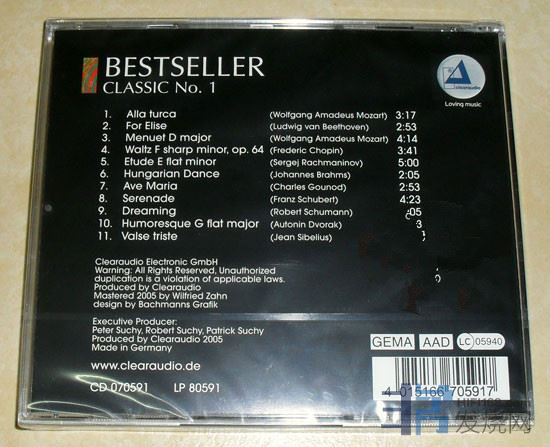 BESTSELLER
CLASSIC No. 1
clearaudio
Loving music
1. Alla turca (Wolfgang Amadeus Mozart) 3:17
2. For Elise (Ludwig van Beethoven) 2:53
3. Menuet D major (Wolfgang Amadeus Mozart) 4:14
4. Waltz F sharp minor, op. 64 (Frederic Chopin) 3:41
5. Etude E flat minor (Sergej Rachmaninov) 5:00
6. Hungarian Dance (Johannes Brahms) 2:05
7. Ave Maria (Charles Gounod) 2:53
8. Serenade (Franz Schubert) 4:23
9. Dreaming (Robert Schumann) :05
10. Humoresque G flat major (Autonin Dvorak)
11. Valse triste (Jean Sibelius)
Clearaudio Electronic GmbH
Warning: All Rights Reserved, Unauthorized
duplication is a violation of applicable laws.
Produced by Clearaudio
Mastered 2005 by Wilfried Zahn
design by Bachmanns Grafik
Executive Producer:
Peter Suchy, Robert Suchy, Patrick Suchy
Produced by Clearaudio 2005
Made in Germany
www.clearaudio.de
CD 070591 LP 80591
GEMA AAD LC 05940
4 015166 705917
发烧网